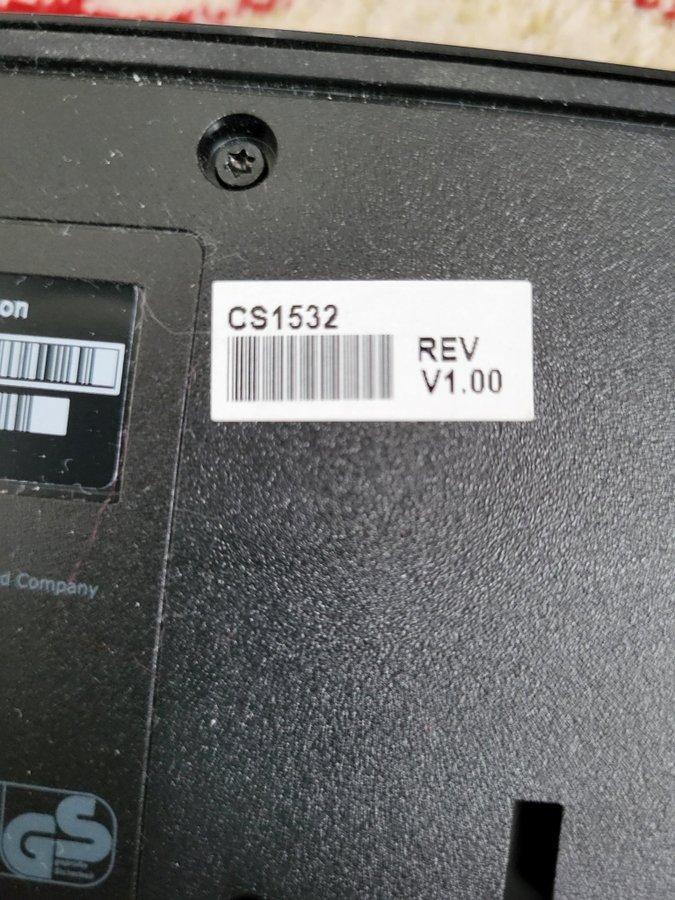 on
CS1532
REV
V1.00
d Company
GS